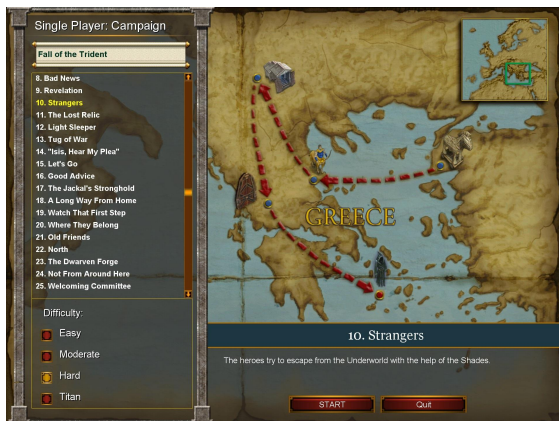 Single Player: Campaign
Fall of the Trident
8. Bad News
9. Revelation
10. Strangers
11. The Lost Relic
12. Light Sleeper
13. Tug of War
14. "Isis, Hear My Plea"
15. Let's Go
16. Good Advice
17. The Jackal's Stronghold
18. A Long Way From Home
19. Watch That First Step
20. Where They Belong
21. Old Friends
22. North
23. The Dwarven Forge
24. Not From Around Here
25. Welcoming Committee
Difficulty:
Easy
Moderate
Hard
Titan
GREECE
10. Strangers
The heroes try to escape from the Underworld with the help of the Shades.
START
Quit